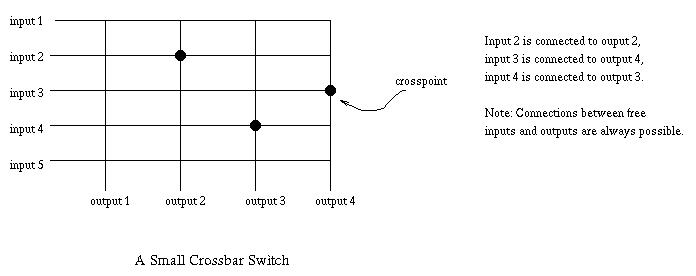 input 1
input 2
input 3
input 4
input 5
output 1 output 2 output 3 output 4
crosspoint
Input 2 is connected to ouput 2,
input 3 is connected to output 4,
input 4 is connected to output 3.
Note: Connections between free
inputs and outputs are always possible.
A Small Crossbar Switch